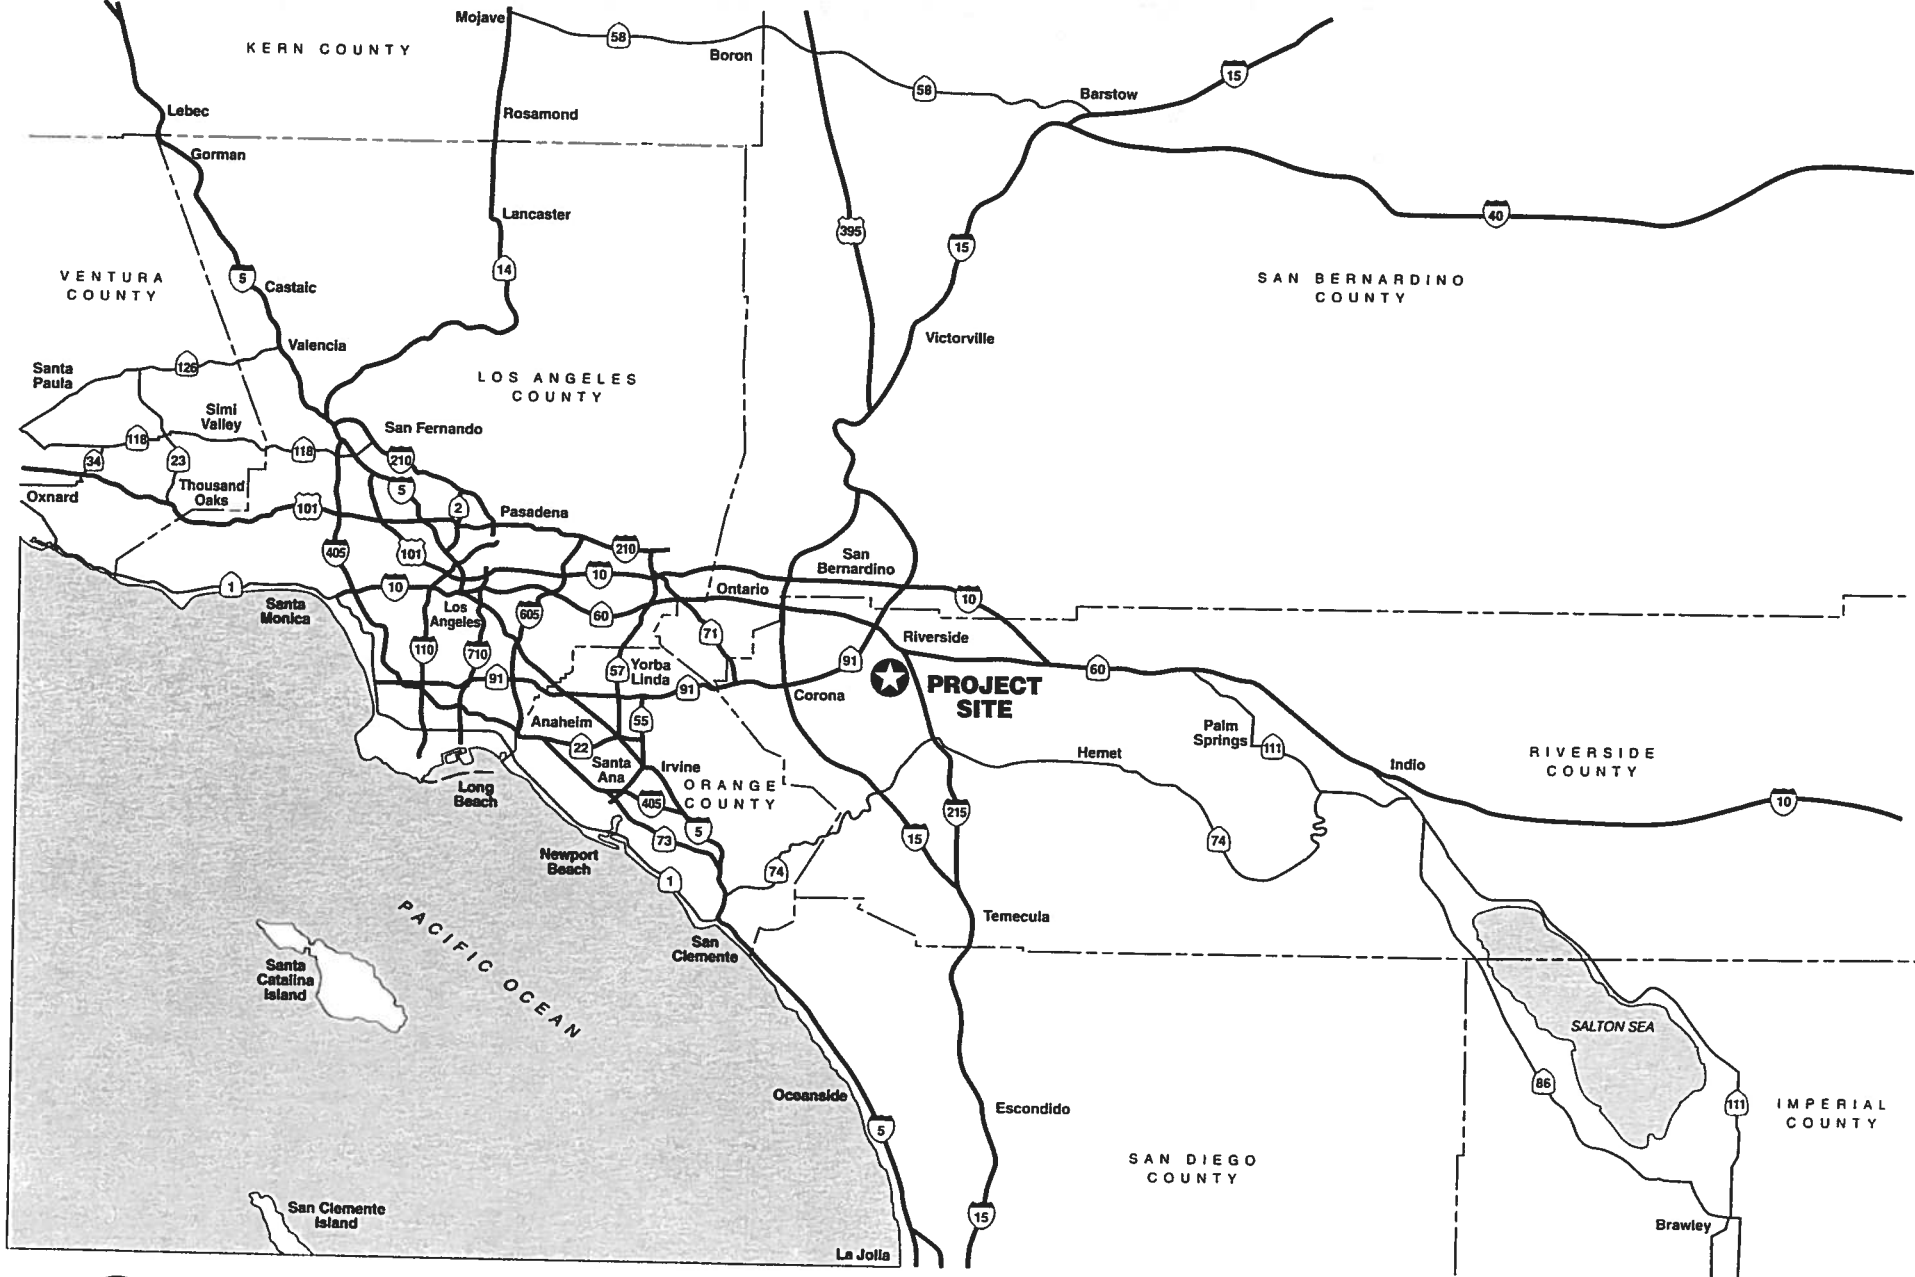 Mojave
58
Boron
KERN COUNTY
15
58
Barstow
Lebec
Rosamond
Gorman
Lancaster
40
395
15
14
VENTURA
COUNTY
5
Castaic
SAN BERNARDINO
COUNTY
Valencia
Victorville
126
Santa
Paula
LOS ANGELES
COUNTY
Simi
Valley
San Fernando
118
118
34
23
210
5
Thousand
Oaks
Oxnard
101
2
Pasadena
405
101
210
San
Bernardino
1
10
10
Ontario
10
Santa
Monica
Los
Angeles
605
60
71
Riverside
110
710
57
Yorba
Linda
91
60
91
91
Corona
PROJECT
SITE
Anaheim
55
22
Palm
Springs
111
Hemet
Santa
Ana
Irvine
ORANGE
COUNTY
Indio
RIVERSIDE
COUNTY
Long
Beach
405
5
73
215
15
10
74
Newport
Beach
74
1
PACIFIC OCEAN
Temecula
San
Clemente
Santa
Catalina
Island
SALTON SEA
86
Oceanside
Escondido
111
IMPERIAL
COUNTY
5
SAN DIEGO
COUNTY
San Clemente
Island
15
Brawley
La Jolla